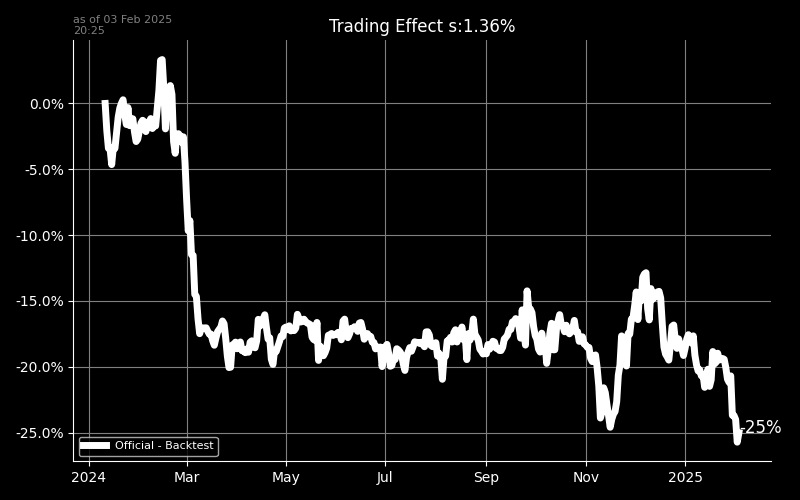 as of 03 Feb 2025
20:25
Trading Effect s:1.36%
0.0%
-5.0%
-10.0%
-15.0%
-20.0%
-25.0%
-25%
Official - Backtest
2024 Mar May Jul Sep Nov 2025